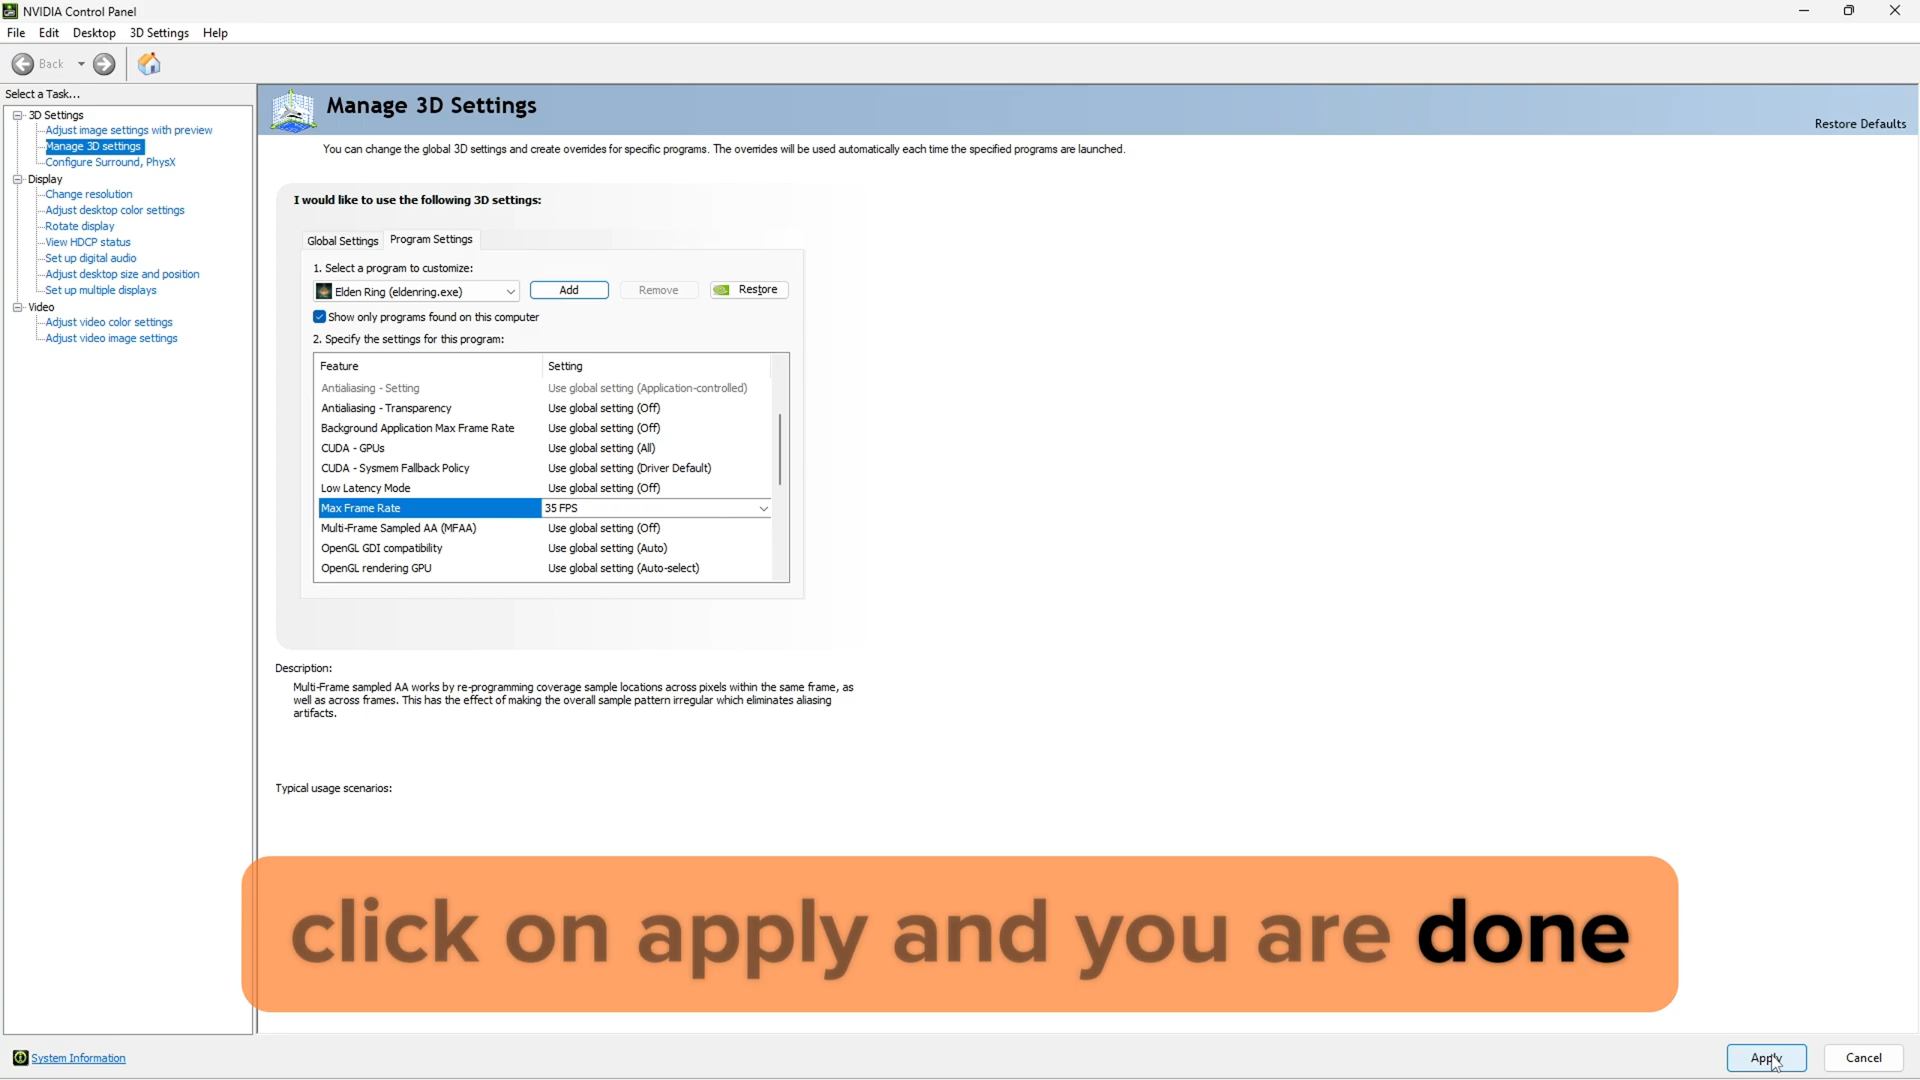 NVIDIA Control Panel
File Edit Desktop 3D Settings Help
Back
Select a Task...
3D Settings
Adjust image settings with preview
Manage 3D settings
Configure Surround, PhysX
Display
Change resolution
Adjust desktop color settings
Rotate display
View HDCP status
Set up digital audio
Adjust desktop size and position
Set up multiple displays
Video
Adjust video color settings
Adjust video image settings
Manage 3D Settings
Restore Defaults
You can change the global 3D settings and create overrides for specific programs. The overrides will be used automatically each time the specified programs are launched.
I would like to use the following 3D settings:
Global Settings Program Settings
1. Select a program to customize:
Elden Ring (eldenring.exe) Add Remove Restore
Show only programs found on this computer
2. Specify the settings for this program:
Feature Setting
Antialiasing - Setting Use global setting (Application-controlled)
Antialiasing - Transparency Use global setting (Off)
Background Application Max Frame Rate Use global setting (Off)
CUDA - GPUs Use global setting (All)
CUDA - Sysmem Fallback Policy Use global setting (Driver Default)
Low Latency Mode Use global setting (Off)
Max Frame Rate 35 FPS
Multi-Frame Sampled AA (MFAA) Use global setting (Off)
OpenGL GDI compatibility Use global setting (Auto)
OpenGL rendering GPU Use global setting (Auto-select)
Description:
Multi-Frame sampled AA works by re-programming coverage sample locations across pixels within the same frame, as
well as across frames. This has the effect of making the overall sample pattern irregular which eliminates aliasing
artifacts.
Typical usage scenarios:
click on apply and you are done
System Information
Apply Cancel